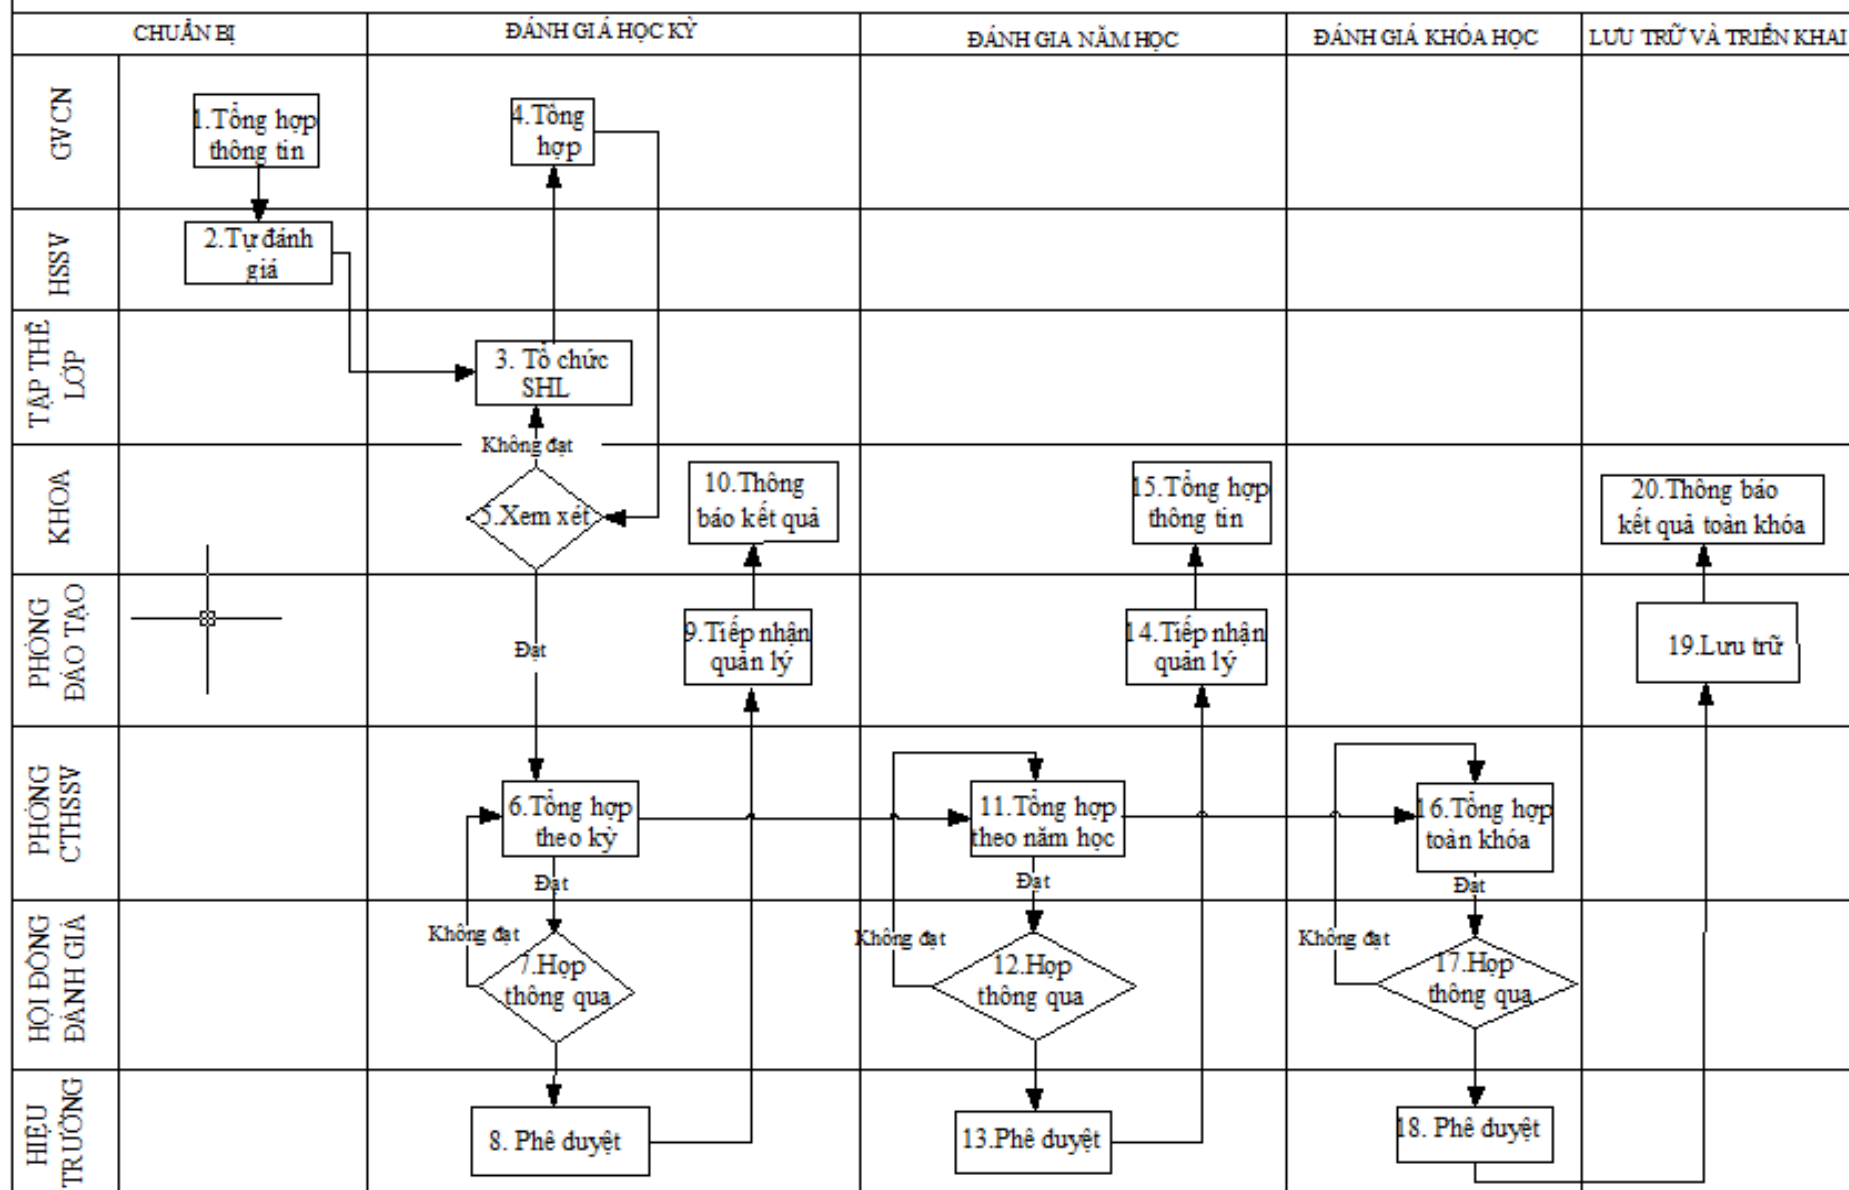 CHUẨN BỊ
ĐÁNH GIÁ HỌC KỲ
ĐÁNH GIA NĂM HỌC
ĐÁNH GIÁ KHÓA HỌC
LƯU TRỮ VÀ TRIỂN KHAI
GVCN
1.Tổng hợp
thông tin
4.Tổng
hợp
HSSV
2.Tự đánh
giá
TẬP THỂ
LỚP
3. Tổ chức
SHL
Không đạt
KHOA
5.Xem xét
10.Thông
báo kết quả
15.Tổng hợp
thông tin
20.Thông báo
kết quả toàn khóa
PHÒNG
ĐÀO TẠO
Đạt
9.Tiếp nhận
quản lý
14.Tiếp nhận
quản lý
19.Lưu trữ
PHÒNG
CTHSSV
6.Tổng hợp
theo kỳ
11.Tổng hợp
theo năm học
16.Tổng hợp
toàn khóa
Đạt
Đạt
Đạt
HỘI ĐỒNG
ĐÁNH GIÁ
Không đạt
7.Họp
thông qua
Không đạt
12.Họp
thông qua
Không đạt
17.Họp
thông qua
HIỆU
TRƯỞNG
8. Phê duyệt
13.Phê duyệt
18. Phê duyệt